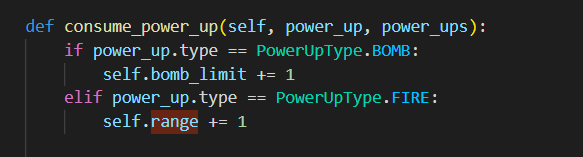 def consume_power_up(self, power_up, power_ups):
    if power_up.type == PowerUpType.BOMB:
        self.bomb_limit += 1
    elif power_up.type == PowerUpType.FIRE:
        self.range += 1